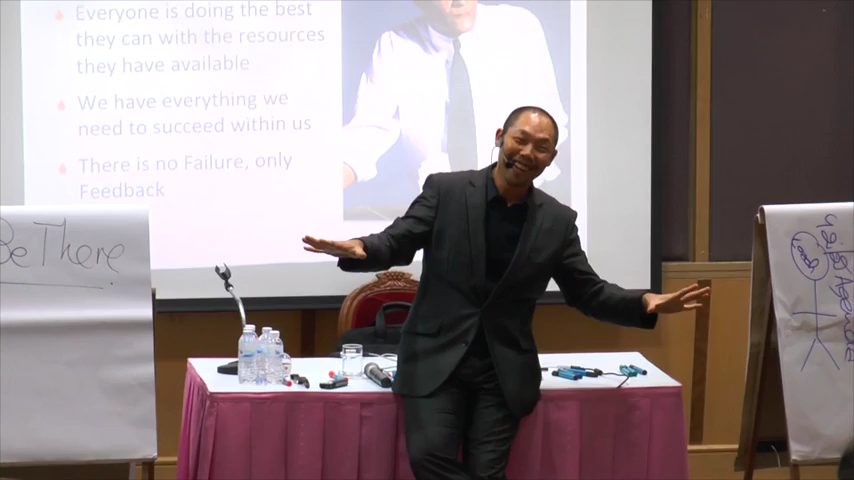 Everyone is doing the best
they can with the resources
they have available
We have everything we
need to succeed within us
There is no Failure, only
Feedback
Be There